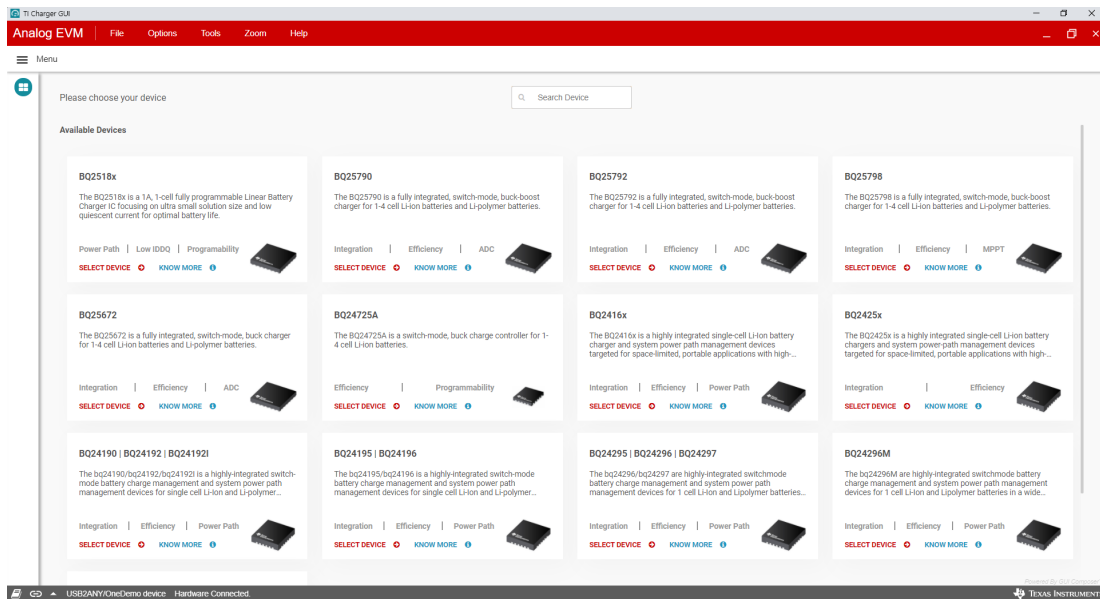 TI Charger GUI
Analog EVM File Options Tools Zoom Help
Menu
Please choose your device
Search Device
Available Devices
BQ2518x
The BQ2518x is a 1A, 1-cell fully programmable Linear Battery
Charger IC focusing on ultra small solution size and low
quiescent current for optimal battery life.
Power Path | Low IDDQ | Programability
SELECT DEVICE KNOW MORE
BQ25790
The BQ25790 is a fully integrated, switch-mode, buck-boost
charger for 1-4 cell Li-ion batteries and Li-polymer batteries.
Integration | Efficiency | ADC
SELECT DEVICE KNOW MORE
BQ25792
The BQ25792 is a fully integrated, switch-mode, buck-boost
charger for 1-4 cell Li-ion batteries and Li-polymer batteries.
Integration | Efficiency | ADC
SELECT DEVICE KNOW MORE
BQ25798
The BQ25798 is a fully integrated, switch-mode, buck-boost
charger for 1-4 cell Li-ion batteries and Li-polymer batteries.
Integration | Efficiency | MPPT
SELECT DEVICE KNOW MORE
BQ25672
The BQ25672 is a fully integrated, switch-mode, buck charger
for 1-4 cell Li-ion batteries and Li-polymer batteries.
Integration | Efficiency | ADC
SELECT DEVICE KNOW MORE
BQ24725A
The BQ24725A is a switch-mode, buck charge controller for 1-
4 cell Li-ion batteries.
Efficiency | Programmability
SELECT DEVICE KNOW MORE
BQ2416x
The BQ2416x is a highly integrated single-cell Li-Ion battery
charger and system power path management devices
targeted for space-limited, portable applications with high-...
Integration | Efficiency | Power Path
SELECT DEVICE KNOW MORE
BQ2425x
The BQ2425x is a highly integrated single-cell Li-Ion battery
chargers and system power-path management devices
targeted for space-limited, portable applications with high-...
Integration | Efficiency
SELECT DEVICE KNOW MORE
BQ24190 | BQ24192 | BQ24192I
The bq24190/bq24192/bq24192I is a highly-integrated switch-
mode battery charge management and system power path
management devices for single cell Li-Ion and Li-polymer...
Integration | Efficiency | Power Path
SELECT DEVICE KNOW MORE
BQ24195 | BQ24196
The bq24195/bq24196 is a highly-integrated switch-mode
battery charge management and system power path
management devices for single cell Li-Ion and Li-polymer...
Integration | Efficiency | Power Path
SELECT DEVICE KNOW MORE
BQ24295 | BQ24296 | BQ24297
The bq24296/bq24297 are highly-integrated switchmode
battery charge management and system power path
management devices for 1 cell Li-Ion and Lipolymer batteries...
Integration | Efficiency | Power Path
SELECT DEVICE KNOW MORE
BQ24296M
The bq24296M are highly-integrated switchmode battery
charge management and system power path management
devices for 1 cell Li-Ion and Lipolymer batteries in a wide...
Integration | Efficiency | Power Path
SELECT DEVICE KNOW MORE
Powered By GUI Composer
USB2ANY/OneDemo device Hardware Connected.
TEXAS INSTRUMENT